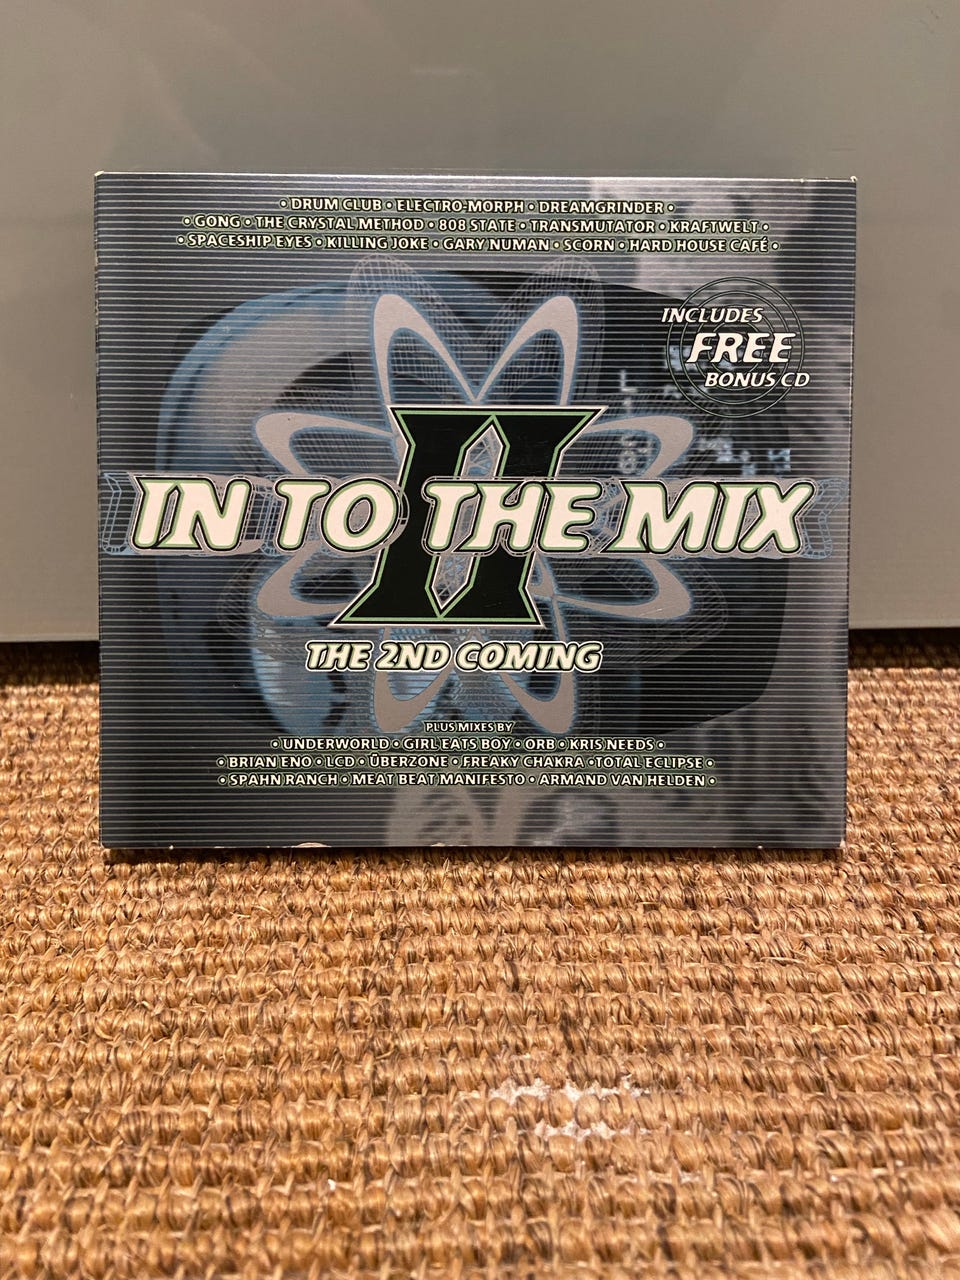 • DRUM CLUB • ELECTRO-MORPH • DREAMGRINDER •
• GONG • THE CRYSTAL METHOD • 808 STATE • TRANSMUTATOR • KRAFTWELT •
• SPACESHIP EYES • KILLING JOKE • GARY NUMAN • SCORN • HARD HOUSE CAFÉ •
INCLUDES
FREE
BONUS CD
II
IN TO THE MIX
THE 2ND COMING
PLUS MIXES BY
• UNDERWORLD • GIRL EATS BOY • ORB • KRIS NEEDS •
• BRIAN ENO • LCD • ÜBERZONE • FREAKY CHAKRA • TOTAL ECLIPSE •
• SPAHN RANCH • MEAT BEAT MANIFESTO • ARMAND VAN HELDEN •